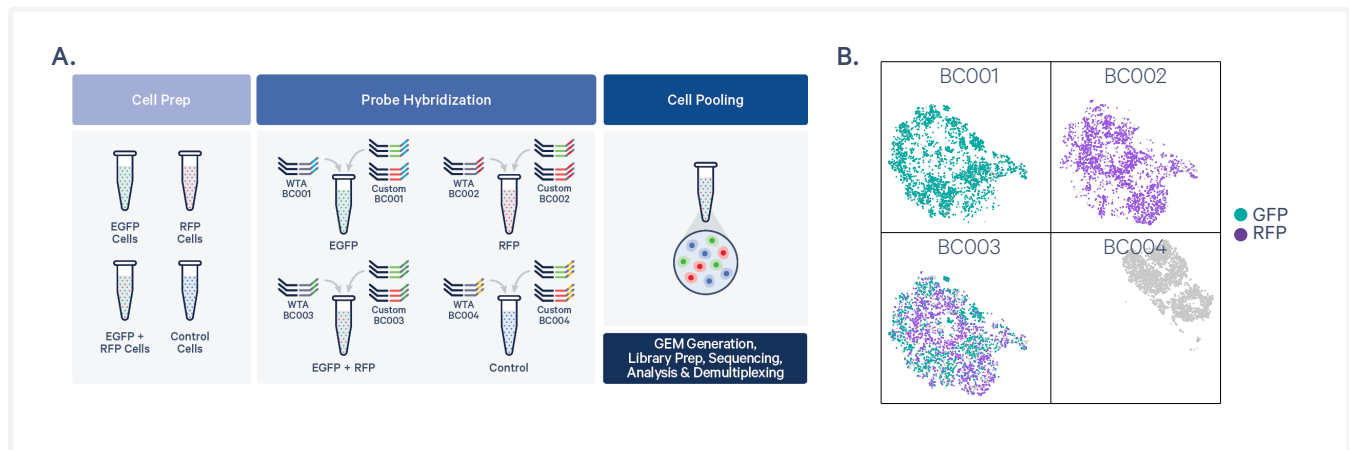 A.
Cell Prep
Probe Hybridization
Cell Pooling
EGFP
Cells
RFP
Cells
EGFP +
RFP Cells
Control
Cells
WTA
BC001
Custom
BC001
EGFP
WTA
BC002
Custom
BC002
RFP
WTA
BC003
Custom
BC003
EGFP + RFP
WTA
BC004
Custom
BC004
Control
GEM Generation,
Library Prep, Sequencing,
Analysis & Demultiplexing
B.
BC001
BC002
BC003
BC004
GFP
RFP